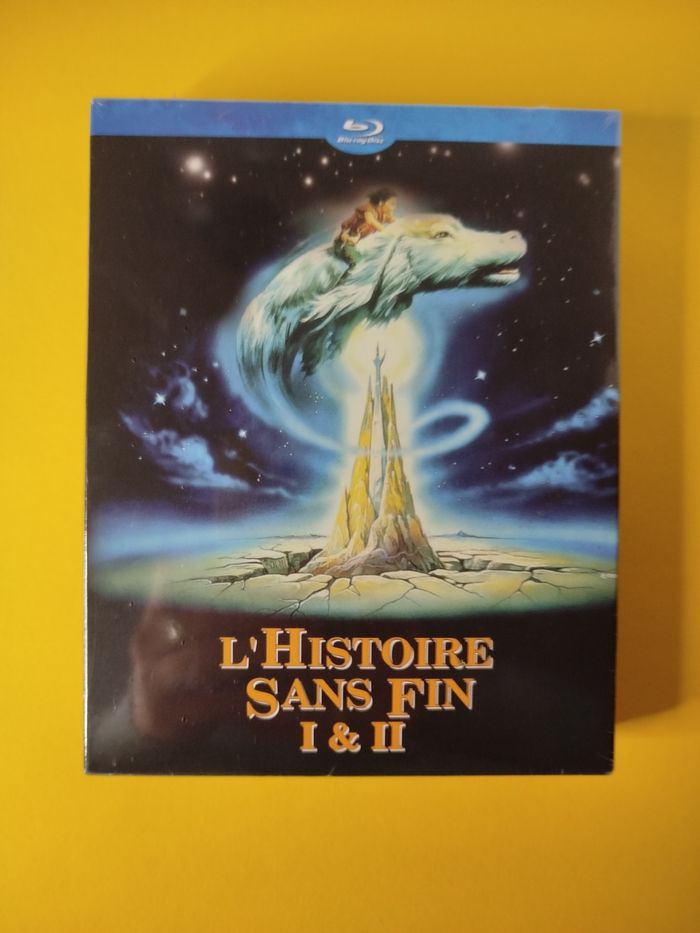 Blu-ray Disc
L'HISTOIRE
SANS FIN
I & II